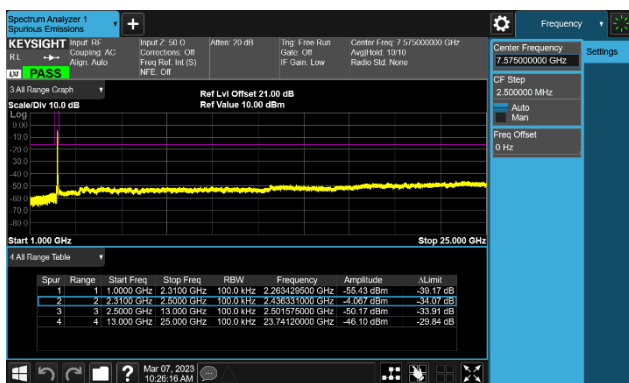 Spectrum Analyzer 1
Spurious Emissions
Frequency
KEYSIGHT Input: RF Input Z: 50 Ω Atten: 20 dB Trig: Free Run Center Freq: 7.575000000 GHz
R L Coupling: AC Corrections: Off Gate: Off Avg|Hold: 10/10
Align: Auto Freq Ref: Int (S) IF Gain: Low Radio Std: None
LVI PASS NFE: Off
Center Frequency
7.575000000 GHz
Settings
CF Step
2.500000 MHz
Auto
Man
Freq Offset
0 Hz
3 All Range Graph
Ref Lvl Offset 21.00 dB
Scale/Div 10.0 dB Ref Value 10.00 dBm
Log
0.00
-10.0
-20.0
-30.0
-40.0
-50.0
-60.0
-70.0
-80.0
Start 1.000 GHz Stop 25.000 GHz
4 All Range Table
Spur Range Start Freq Stop Freq RBW Frequency Amplitude ΔLimit
1 1 1.0000 GHz 2.3100 GHz 100.0 kHz 2.263429500 GHz -55.43 dBm -39.17 dB
2 2 2.3100 GHz 2.5000 GHz 100.0 kHz 2.436331000 GHz -4.067 dBm -34.07 dB
3 3 2.5000 GHz 13.000 GHz 100.0 kHz 2.501575000 GHz -50.17 dBm -33.91 dB
4 4 13.000 GHz 25.000 GHz 100.0 kHz 23.74120000 GHz -46.10 dBm -29.84 dB
Mar 07, 2023
10:26:16 AM